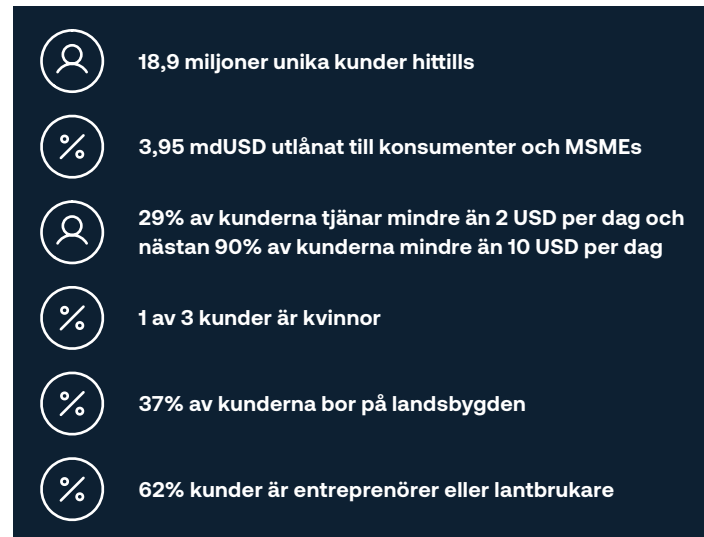 18,9 miljoner unika kunder hittills
3,95 mdUSD utlånat till konsumenter och MSMEs
29% av kunderna tjänar mindre än 2 USD per dag och
nästan 90% av kunderna mindre än 10 USD per dag
1 av 3 kunder är kvinnor
37% av kunderna bor på landsbygden
62% kunder är entreprenörer eller lantbrukare